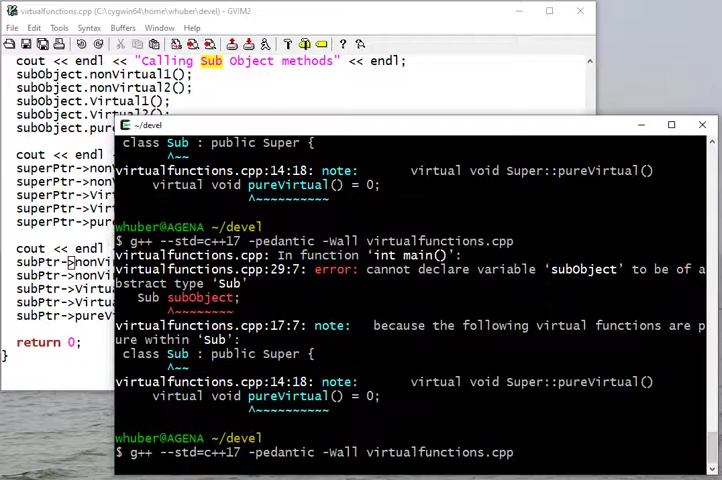 virtualfunctions.cpp (C:\cygwin64\home\whuber\devel) - GVIM2
File Edit Tools Syntax Buffers Window Help
cout << endl << "Calling Sub Object methods" << endl;
subObject.nonVirtual1();
subObject.nonVirtual2();
subObject.Virtual1();
subObject.Virtual2();
subObject.pur
cout << endl
superPtr->non
superPtr->non
superPtr->Vir
superPtr->Vir
superPtr->pur
cout << endl
subPtr->nonVi
subPtr->nonVi
subPtr->Virtu
subPtr->Virtu
subPtr->pureV
return 0;
}
~/devel
class Sub : public Super {
^~~
virtualfunctions.cpp:14:18: note: virtual void Super::pureVirtual()
virtual void pureVirtual() = 0;
^~~~~~~~~~~
whuber@AGENA ~/devel
$ g++ --std=c++17 -pedantic -Wall virtualfunctions.cpp
virtualfunctions.cpp: In function ‘int main()’:
virtualfunctions.cpp:29:7: error: cannot declare variable ‘subObject’ to be of a
bstract type ‘Sub’
Sub subObject;
^~~~~~~~~
virtualfunctions.cpp:17:7: note: because the following virtual functions are p
ure within ‘Sub’:
class Sub : public Super {
^~~
virtualfunctions.cpp:14:18: note: virtual void Super::pureVirtual()
virtual void pureVirtual() = 0;
^~~~~~~~~~~
whuber@AGENA ~/devel
$ g++ --std=c++17 -pedantic -Wall virtualfunctions.cpp